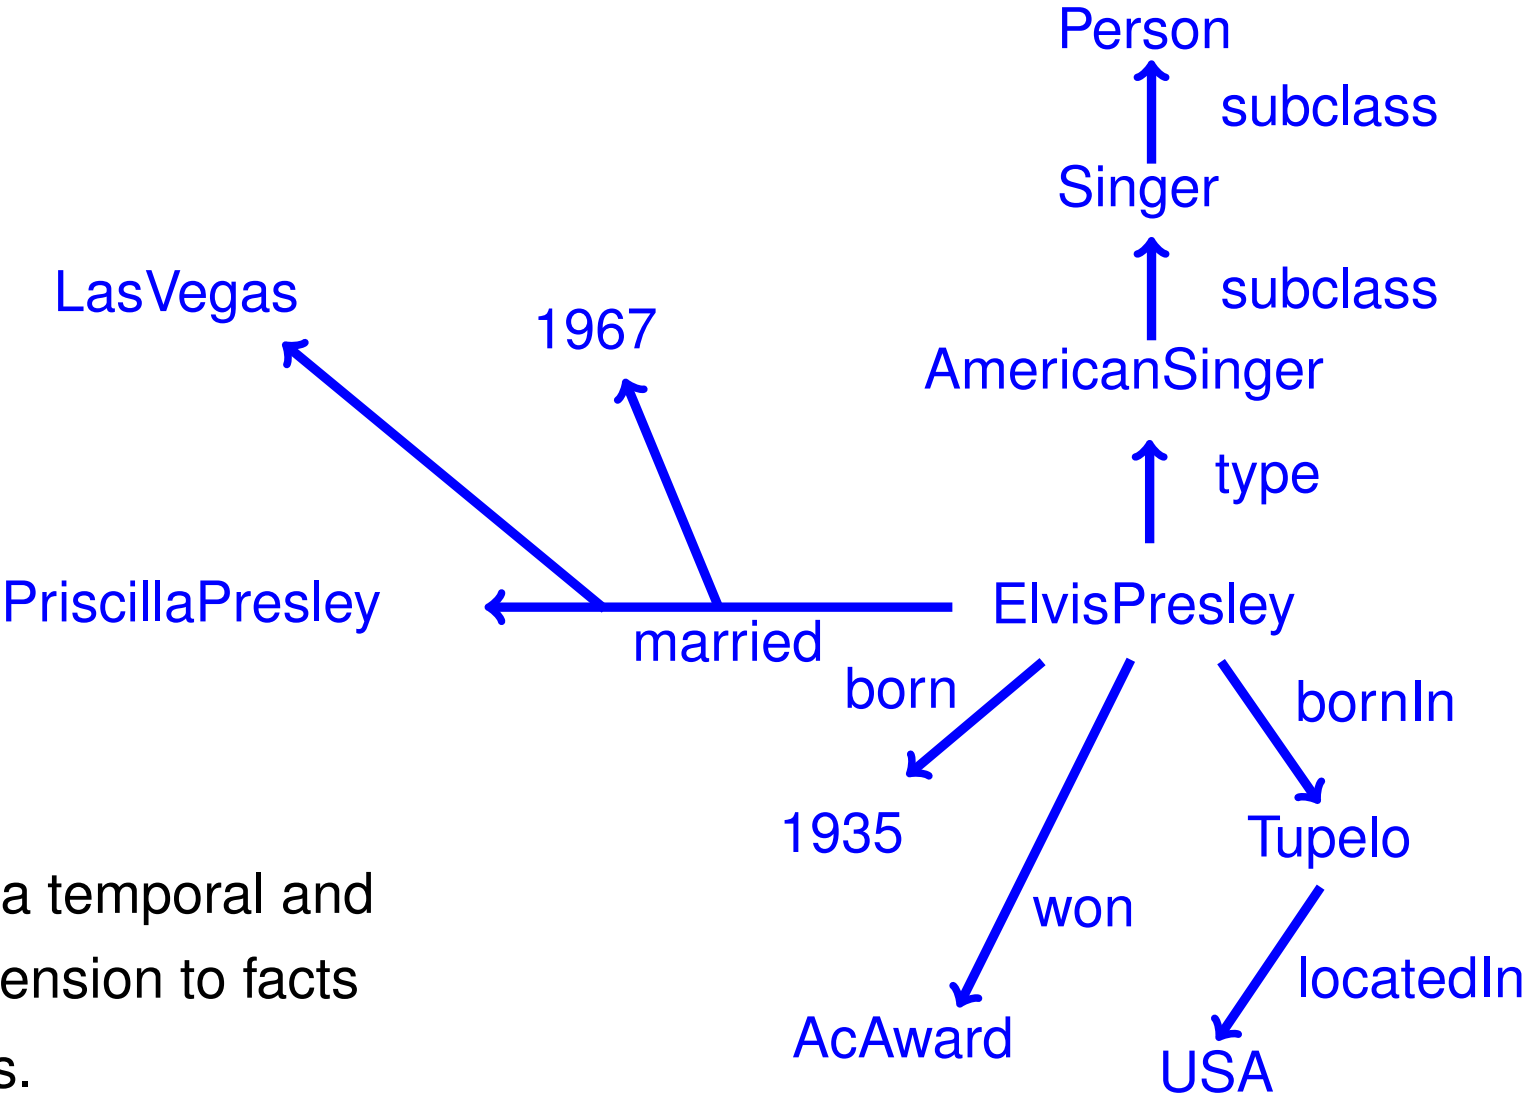 Person
subclass
Singer
subclass
LasVegas
1967
AmericanSinger
type
PriscillaPresley
ElvisPresley
married
born
bornIn
1935
Tupelo
a temporal and
won
ension to facts
locatedIn
AcAward
USA
s.